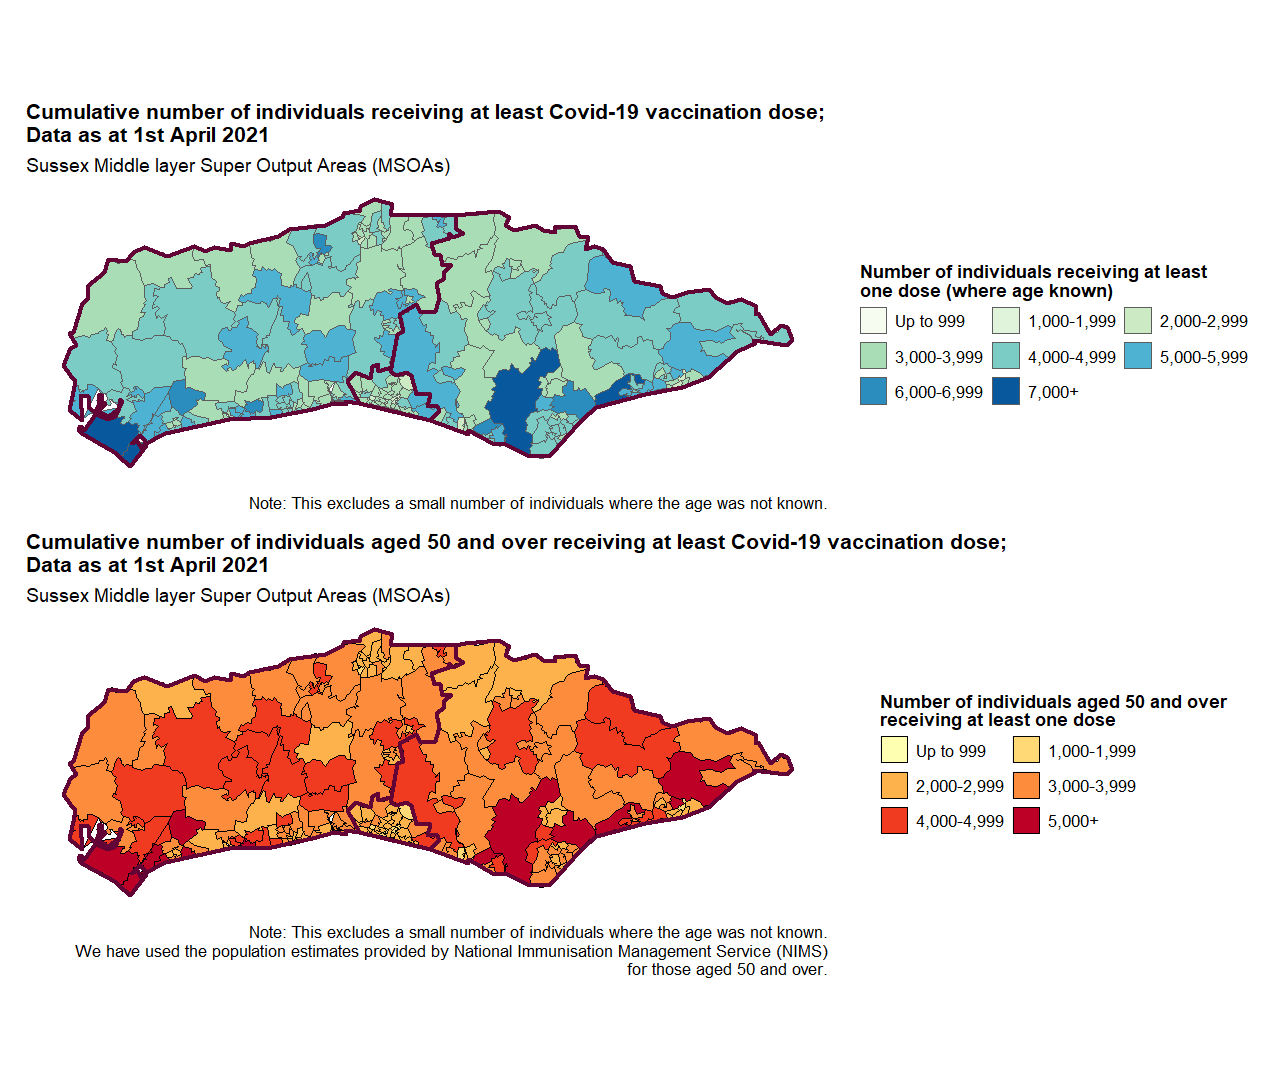 Cumulative number of individuals receiving at least Covid-19 vaccination dose;
Data as at 1st April 2021
Sussex Middle layer Super Output Areas (MSOAs)
Number of individuals receiving at least
one dose (where age known)
Up to 999
1,000-1,999
2,000-2,999
3,000-3,999
4,000-4,999
5,000-5,999
6,000-6,999
7,000+
Note: This excludes a small number of individuals where the age was not known.
Cumulative number of individuals aged 50 and over receiving at least Covid-19 vaccination dose;
Data as at 1st April 2021
Sussex Middle layer Super Output Areas (MSOAs)
Number of individuals aged 50 and over
receiving at least one dose
Up to 999
1,000-1,999
2,000-2,999
3,000-3,999
4,000-4,999
5,000+
Note: This excludes a small number of individuals where the age was not known.
We have used the population estimates provided by National Immunisation Management Service (NIMS)
for those aged 50 and over.